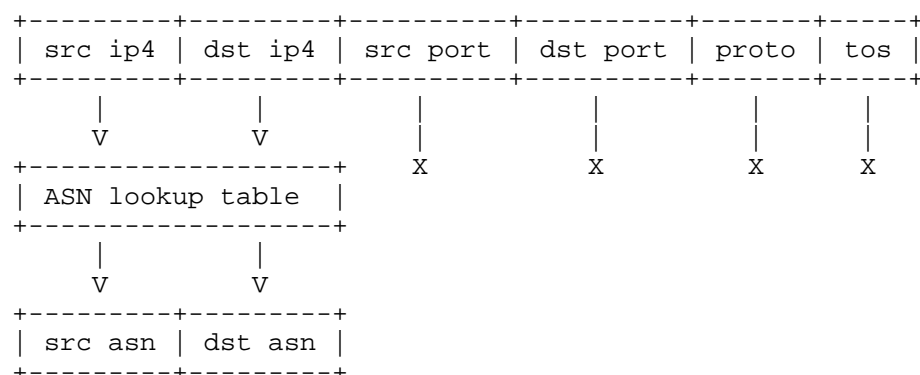 src ip4 dst ip4 src port dst port proto tos
V V
X X X X
ASN lookup table
V V
src asn dst asn